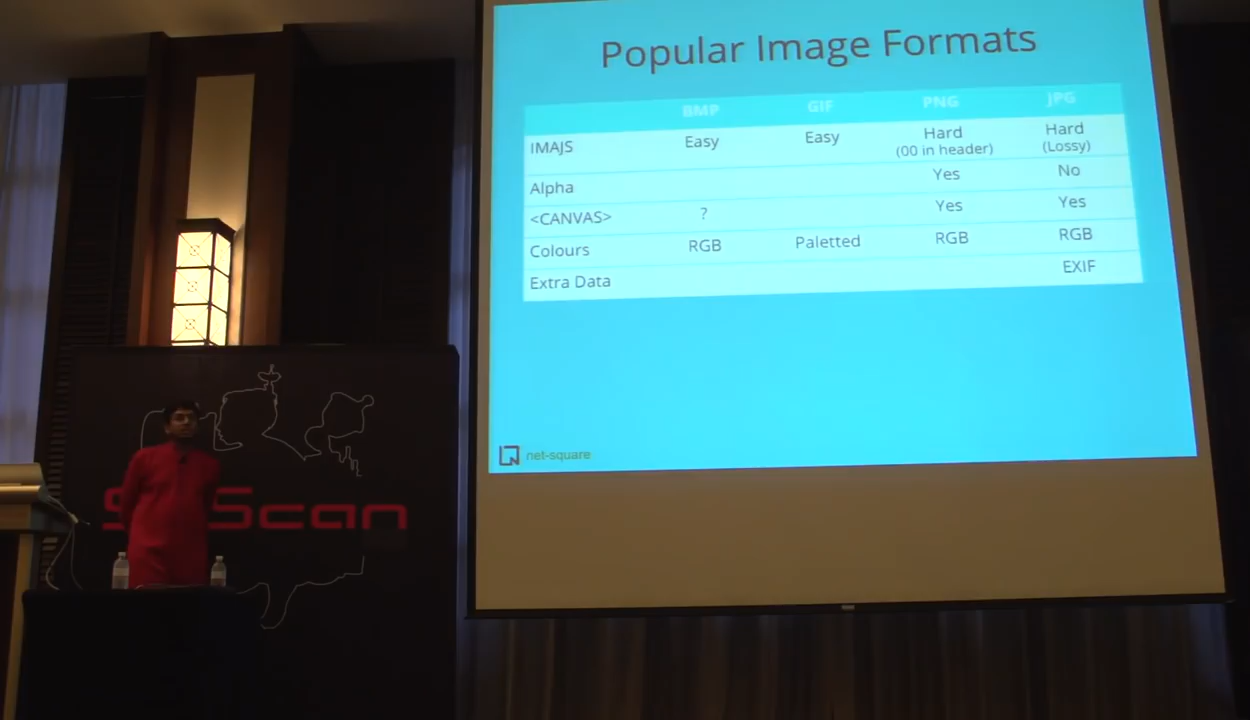 Popular Image Formats
BMP GIF PNG JPG
IMAJS Easy Easy Hard (00 in header) Hard (Lossy)
Alpha Yes No
<CANVAS> ? Yes Yes
Colours RGB Paletted RGB RGB
Extra Data EXIF
net-square
Scan